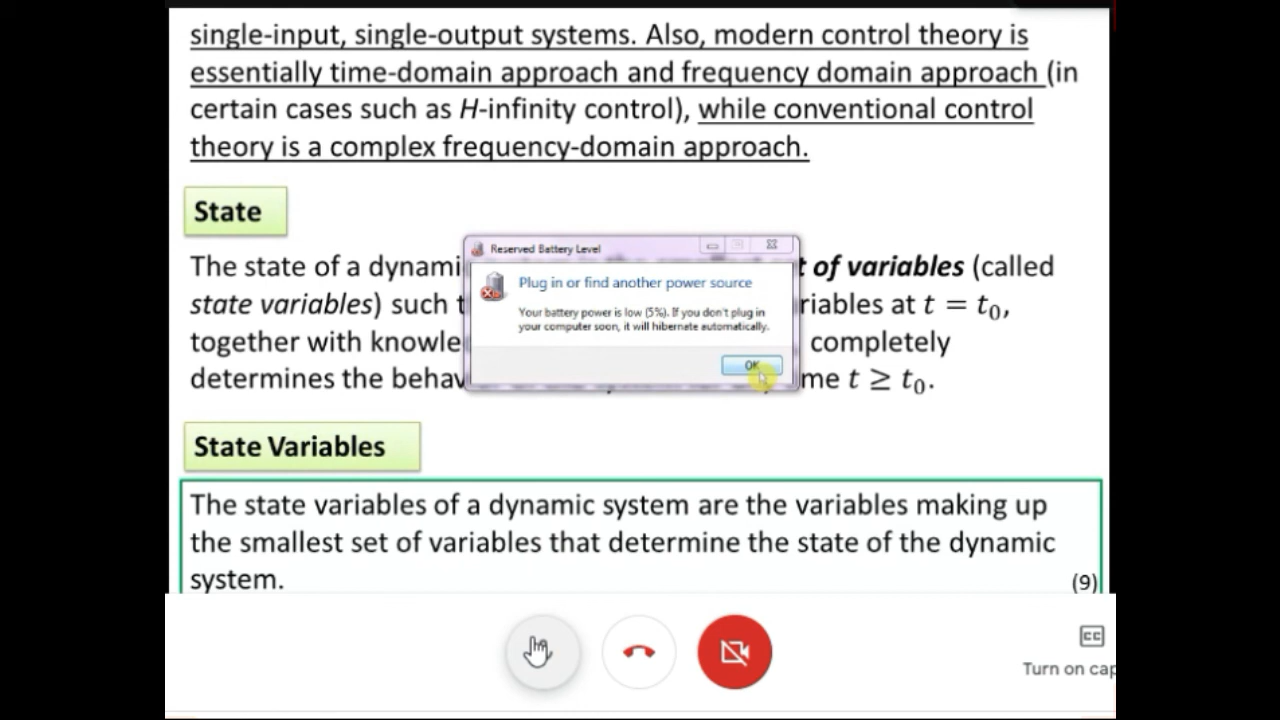 single-input, single-output systems. Also, modern control theory is
essentially time-domain approach and frequency domain approach (in
certain cases such as H-infinity control), while conventional control
theory is a complex frequency-domain approach.
State
The state of a dynami
t of variables (called
state variables) such t
riables at t = t₀,
together with knowle
completely
determines the behav
me t ≥ t₀.
Reserved Battery Level
Plug in or find another power source
Your battery power is low (5%). If you don't plug in
your computer soon, it will hibernate automatically.
OK
State Variables
The state variables of a dynamic system are the variables making up
the smallest set of variables that determine the state of the dynamic
system.
(9)
CC
Turn on cap